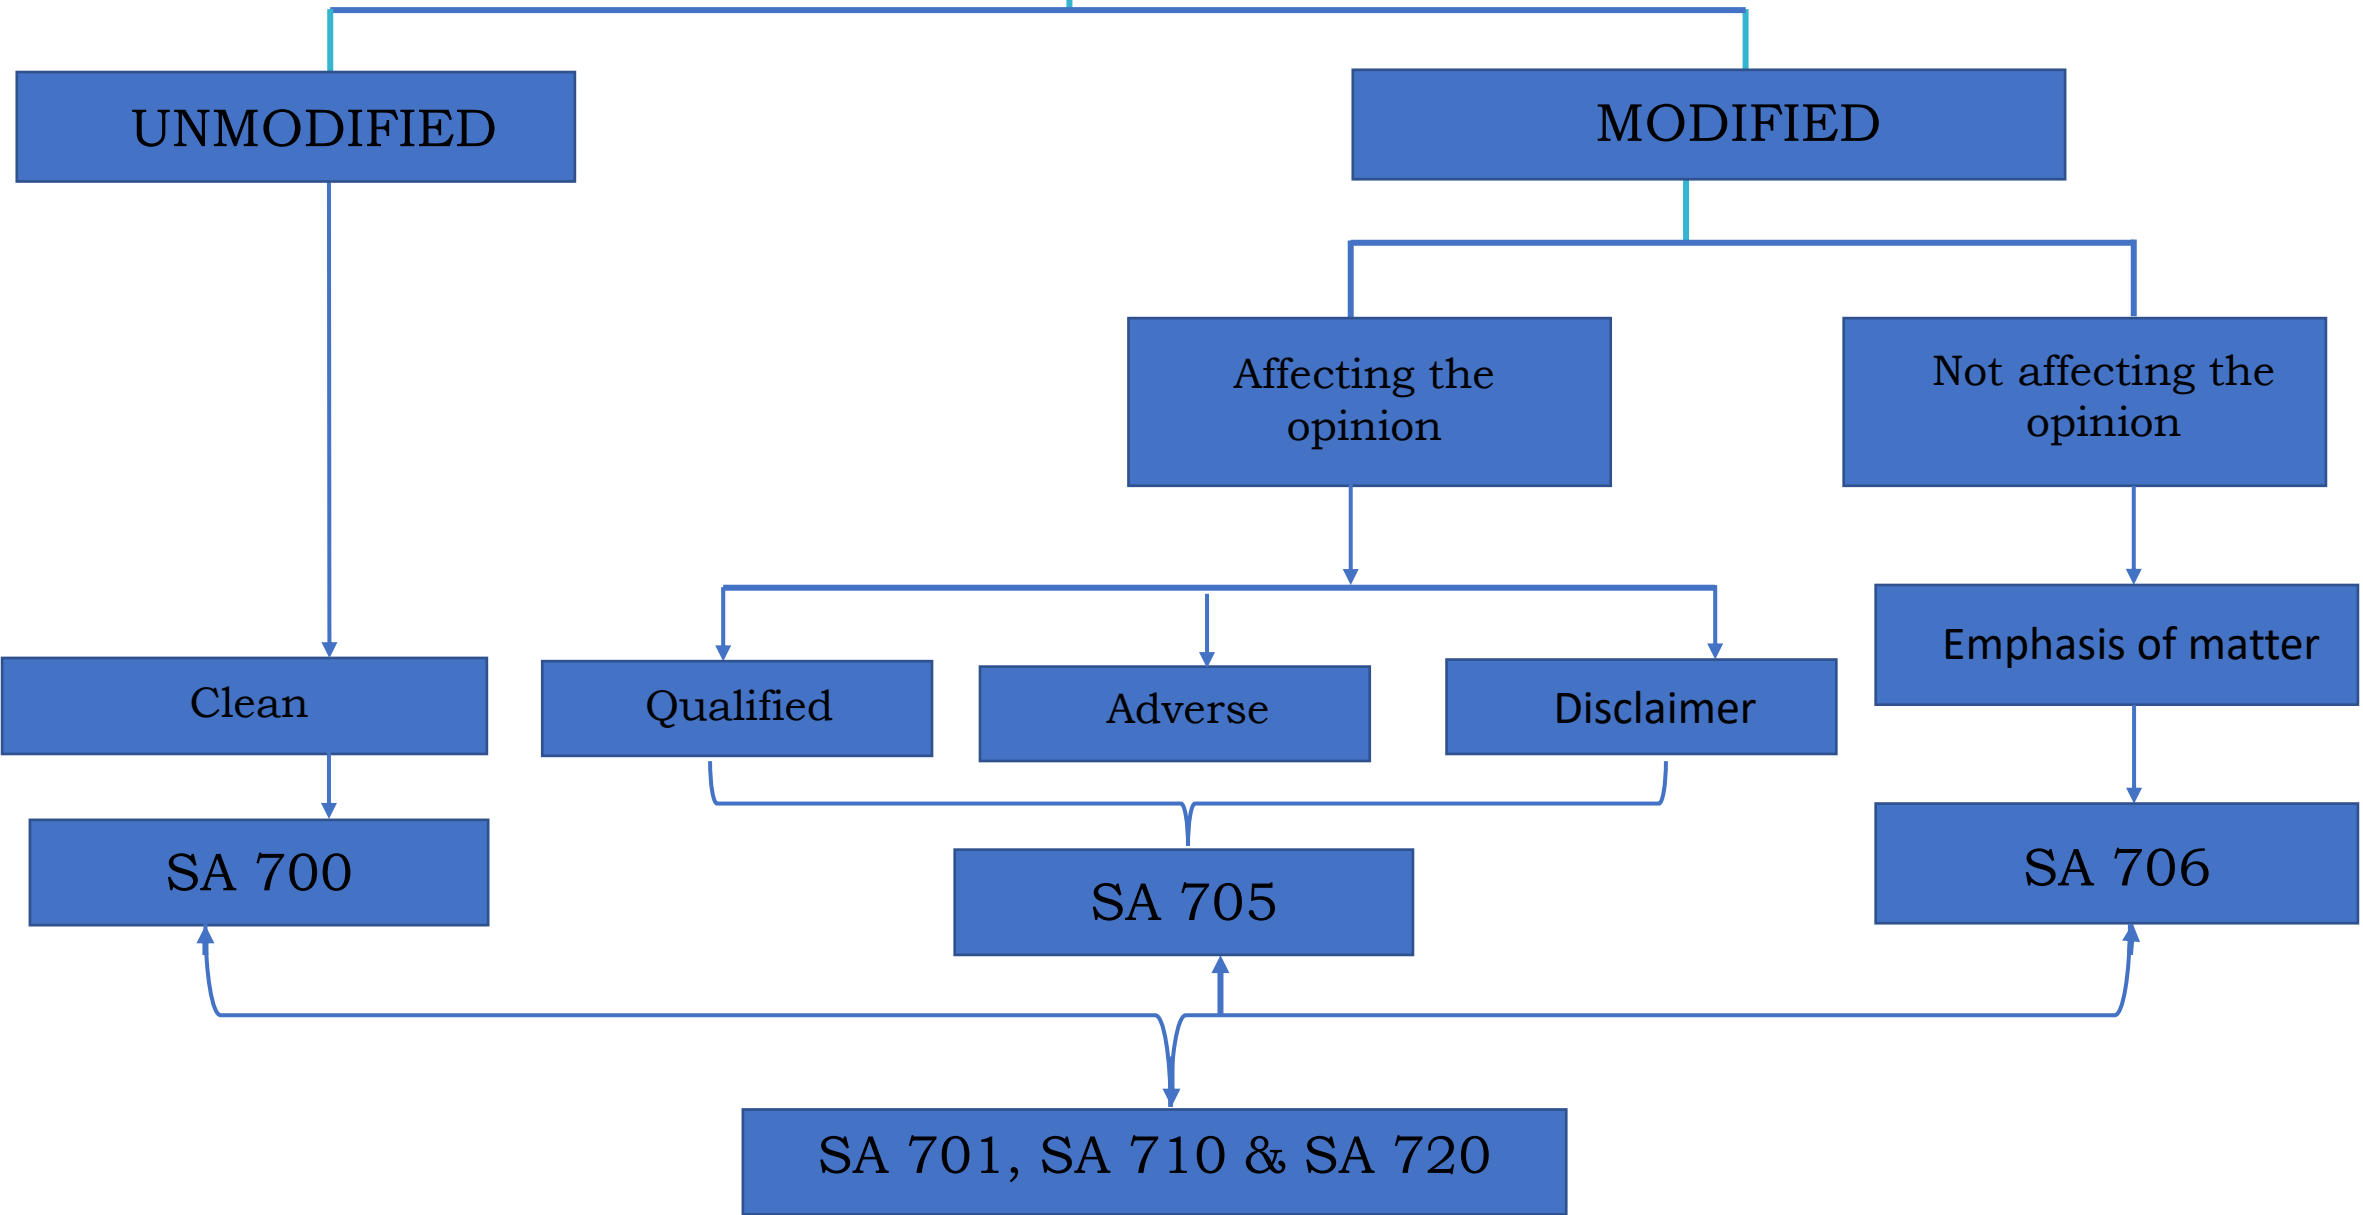 UNMODIFIED
MODIFIED
Affecting the
opinion
Not affecting the
opinion
Clean
Qualified
Adverse
Disclaimer
Emphasis of matter
SA 700
SA 705
SA 706
SA 701, SA 710 & SA 720